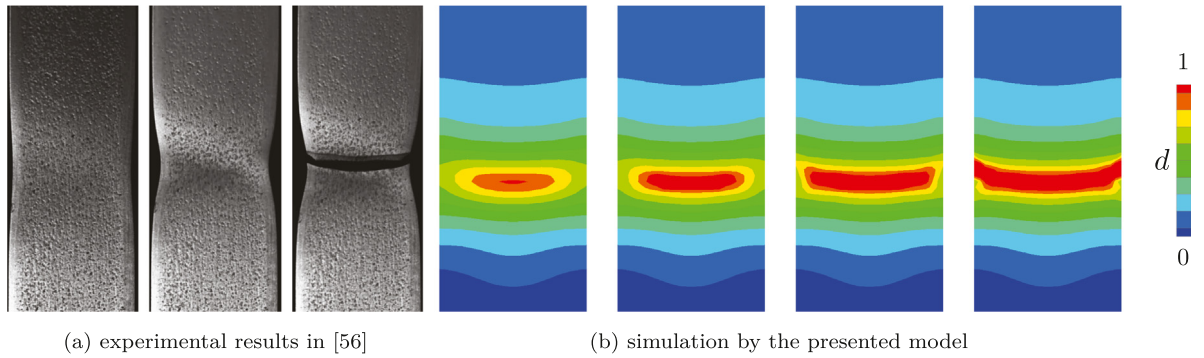 1
d
0
(a) experimental results in [56]
(b) simulation by the presented model